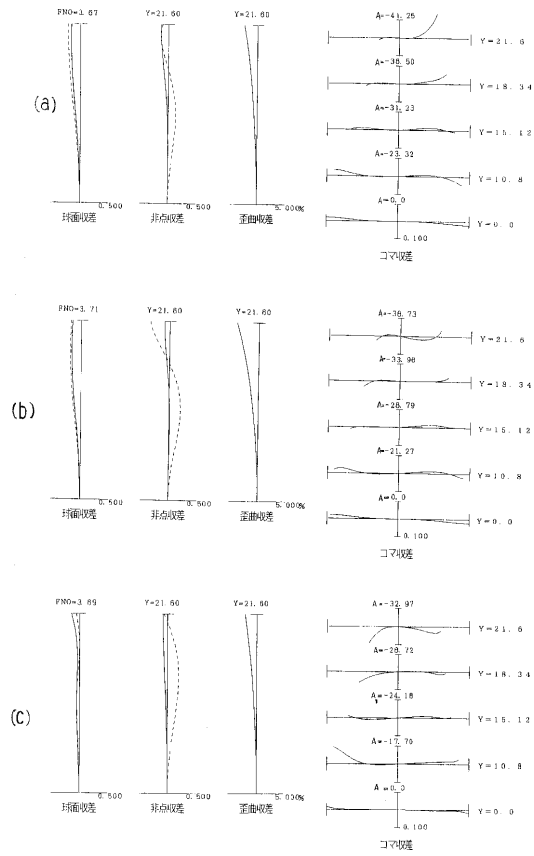 (a)
FNO=3.67
Y=21.60
Y=21.60
0.500
0.500
5.000%
球面収差
非点収差
歪曲収差
A=-41.25
Y=21.6
A=-36.50
Y=18.34
A=-31.23
Y=15.12
A=-23.32
Y=10.8
A=0.0
Y=0.0
0.100
コマ収差
(b)
FNO=3.71
Y=21.60
Y=21.60
0.500
0.500
5.000%
球面収差
非点収差
歪曲収差
A=-38.73
Y=21.6
A=-33.98
Y=18.34
A=-28.79
Y=15.12
A=-21.27
Y=10.8
A=0.0
Y=0.0
0.100
コマ収差
(c)
FNO=3.69
Y=21.60
Y=21.60
0.500
0.500
5.000%
球面収差
非点収差
歪曲収差
A=-32.97
Y=21.6
A=-28.72
Y=18.34
A=-24.18
Y=15.12
A=-17.70
Y=10.8
A=0.0
Y=0.0
0.100
コマ収差